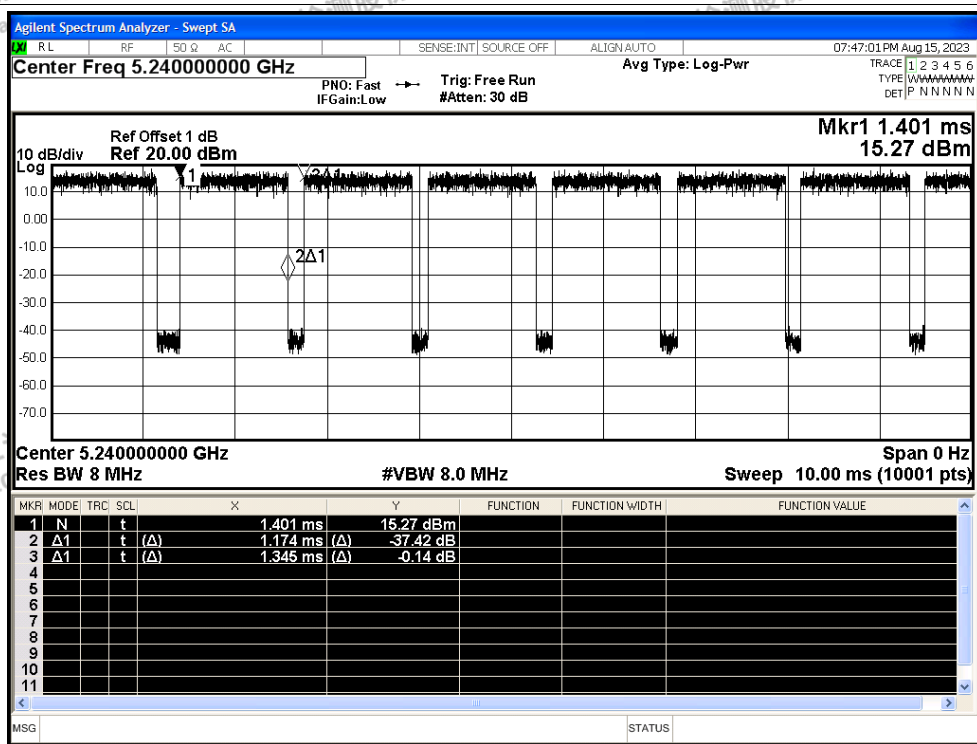 Agilent Spectrum Analyzer - Swept SA
LXI RL RF 50 Ω AC SENSE:INT SOURCE OFF ALIGN AUTO 07:47:01 PM Aug 15, 2023
Center Freq 5.240000000 GHz
PNO: Fast
IFGain:Low
Trig: Free Run
#Atten: 30 dB
Avg Type: Log-Pwr
TRACE 1 2 3 4 5 6
TYPE WWWWWW
DET P N N N N N
Mkr1 1.401 ms
15.27 dBm
Ref Offset 1 dB
10 dB/div Ref 20.00 dBm
Log
1
3Δ1
10.0
0.00
-10.0
2Δ1
-20.0
-30.0
-40.0
-50.0
-60.0
-70.0
Center 5.240000000 GHz Span 0 Hz
Res BW 8 MHz #VBW 8.0 MHz Sweep 10.00 ms (10001 pts)
MKR MODE TRC SCL X Y FUNCTION FUNCTION WIDTH FUNCTION VALUE
1 N t 1.401 ms 15.27 dBm
2 Δ1 t (Δ) 1.174 ms (Δ) -37.42 dB
3 Δ1 t (Δ) 1.345 ms (Δ) -0.14 dB
4
5
6
7
8
9
10
11
MSG STATUS